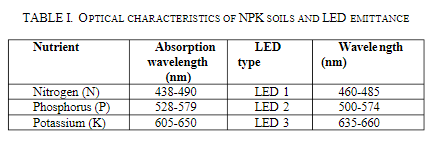 TABLE I. OPTICAL CHARACTERISTICS OF NPK SOILS AND LED EMITTANCE
Nutrient Absorption wavelength (nm) LED type Wavelength (nm)
Nitrogen (N) 438-490 LED 1 460-485
Phosphorus (P) 528-579 LED 2 500-574
Potassium (K) 605-650 LED 3 635-660